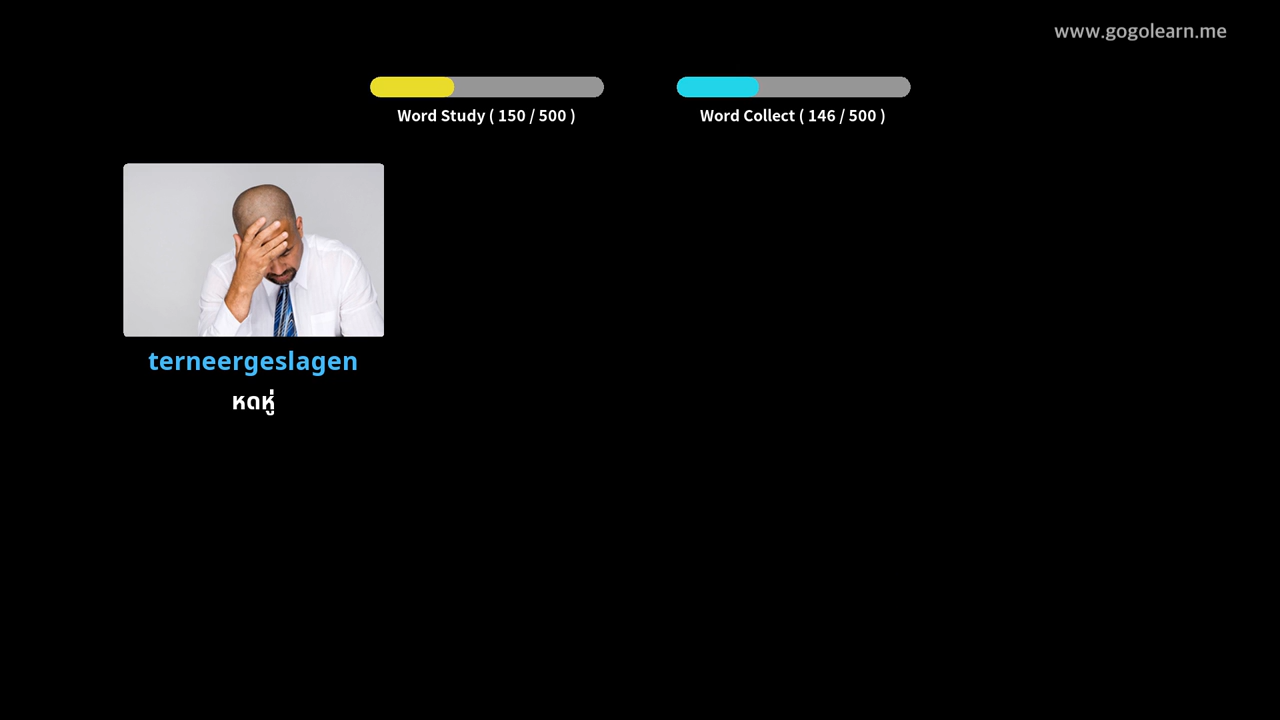 www.gogolearn.me
Word Study ( 150 / 500 )
Word Collect ( 146 / 500 )
terneergeslagen
หดหู่